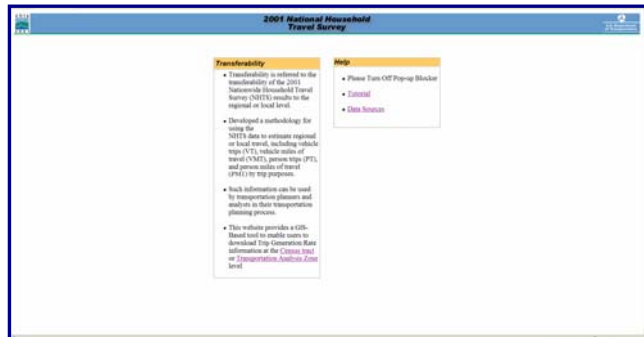 2001 National Household
Travel Survey
Transferability
Transferability is referred to the
transferability of the 2001
Nationwide Household Travel
Survey (NHTS) results to the
regional or local level.
Developed a methodology for
using the
NHTS data to estimate regional
or local travel, including vehicle
trips (VT), vehicle miles of
travel (VMT), person trips (PT),
and person miles of travel
(PMT) by trip purposes.
Such information can be used
by transportation planners and
analysts in their transportation
planning process.
This website provides a GIS-
Based tool to enable users to
download Trip Generation Rate
information at the Census tract
or Transportation Analysis Zone
level
Help
Please Turn Off Pop-up Blocker
Tutorial
Data Sources